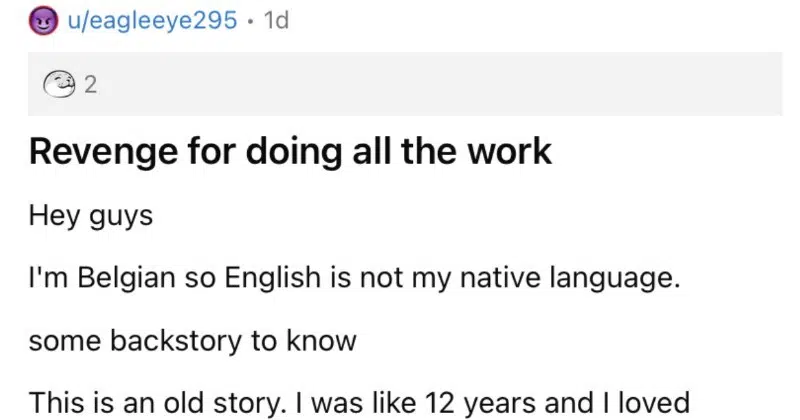 u/eagleeye295 • 1d
2
Revenge for doing all the work
Hey guys
I'm Belgian so English is not my native language.
some backstory to know
This is an old story. I was like 12 years and I loved